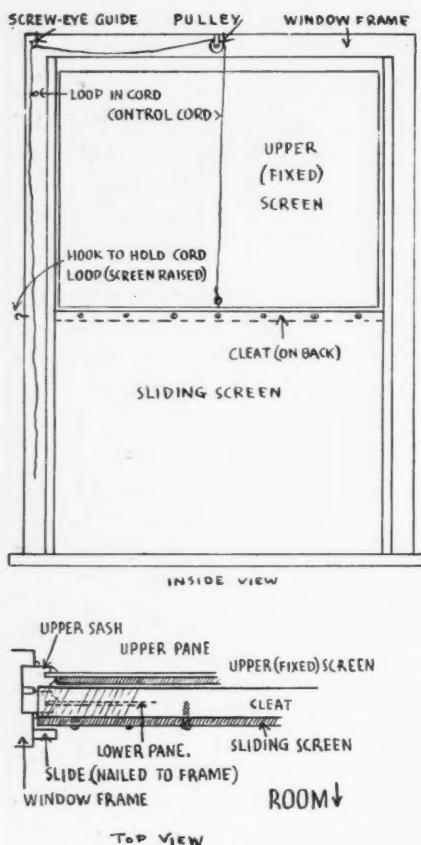 SCREW-EYE GUIDE
PULLEY
WINDOW FRAME
LOOP IN CORD
CONTROL CORD
UPPER
(FIXED)
SCREEN
HOOK TO HOLD CORD
LOOP (SCREEN RAISED)
CLEAT (ON BACK)
SLIDING SCREEN
INSIDE VIEW
UPPER SASH
UPPER PANE
UPPER (FIXED) SCREEN
CLEAT
LOWER PANE.
SLIDING SCREEN
SLIDE. (NAILED TO FRAME)
WINDOW FRAME
ROOM
TOP VIEW